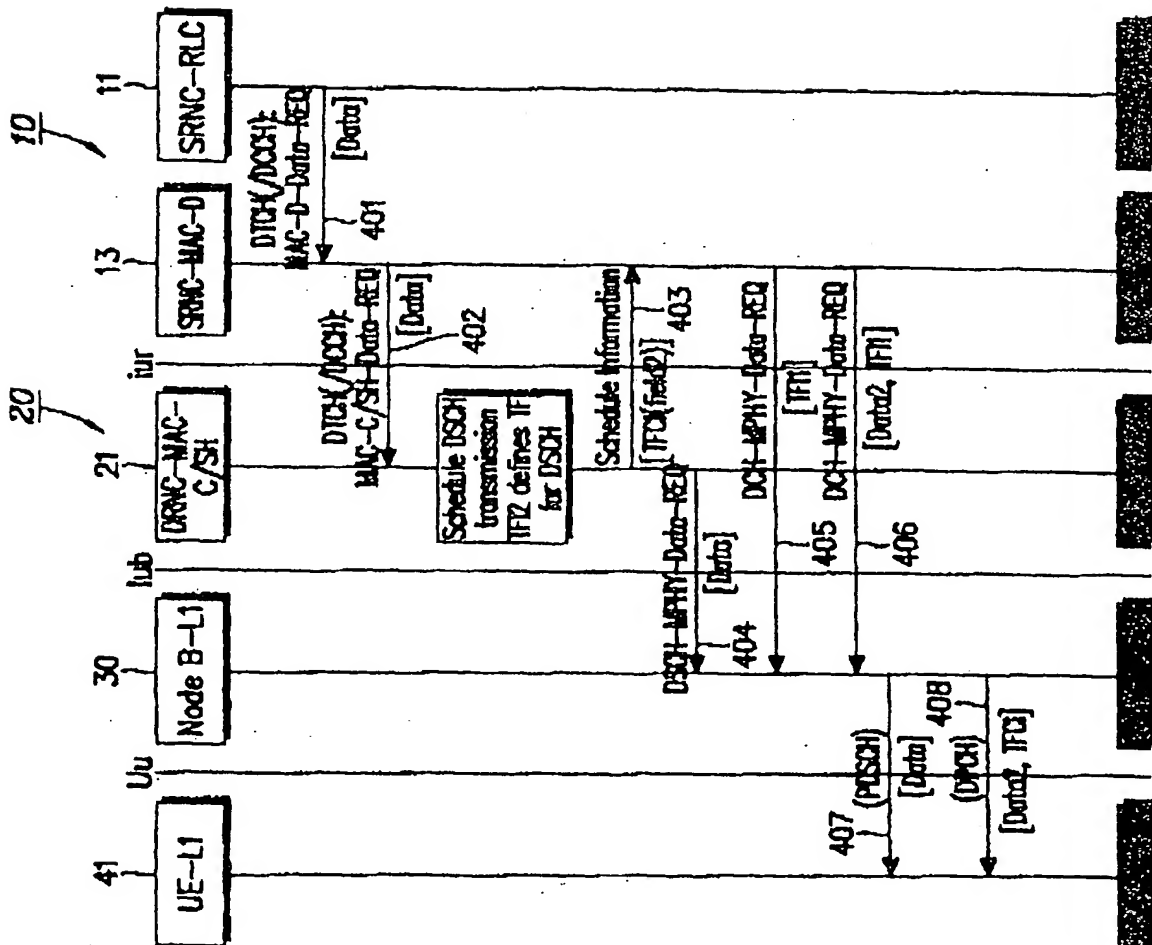 10
20
41
30
21
13
11
UE-L1
Node B-L1
DRNC-MAC-
C/SH
SRNC-MAC-D
SRNC-RLC
Uu
Iub
iur
DTCH(/DCCH):
MAC-D-Data-REQ
[Data]
401
DTCH(/DCCH):
MAC-C/SH-Data-REQ
[Data]
402
Schedule DSCH
transmission
TFI2 defines TF
for DSCH
Schedule Information
[TFCI(field2)]
403
DSCH-MPHY-Data-REQ
[Data]
404
DCH-MPHY-Data-REQ
[TFI1]
405
DCH-MPHY-Data-REQ
[Data2, TFI1]
406
(PDSCH)
[Data]
407
(DPCH)
[Data2, TFCI]
408